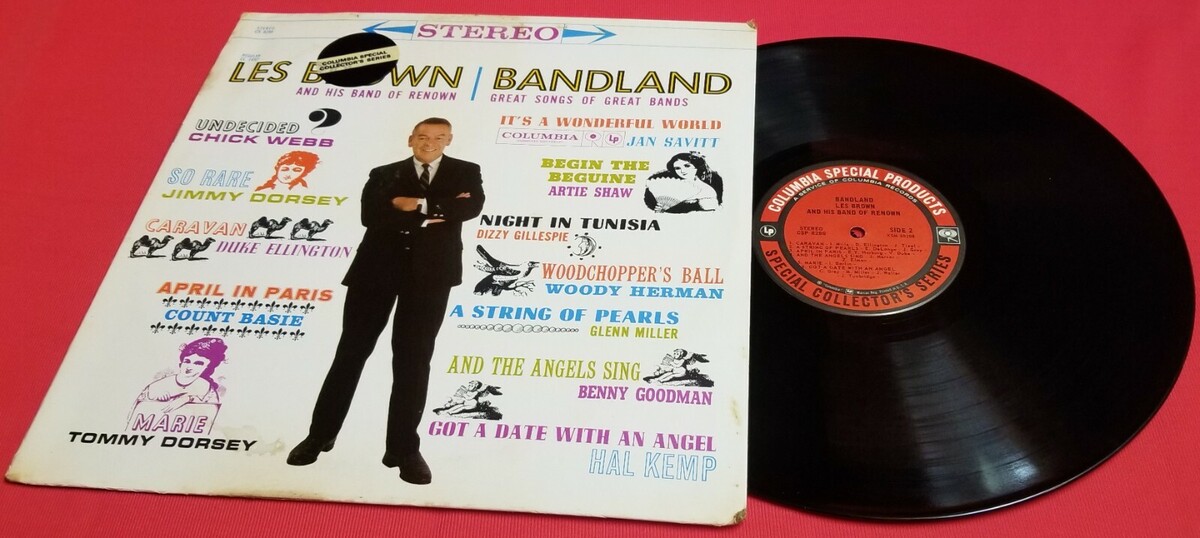 STEREO
COLUMBIA SPECIAL
COLLECTOR'S SERIES
LES B WN | BANDLAND
AND HIS BAND OF RENOWN
GREAT SONGS OF GREAT BANDS
UNDECIDED ?
CHICK WEBB
SO RARE
JIMMY DORSEY
CARAVAN
DUKE ELLINGTON
APRIL IN PARIS
COUNT BASIE
MARIE
TOMMY DORSEY
IT'S A WONDERFUL WORLD
COLUMBIA LP JAN SAVITT
BEGIN THE
BEGUINE
ARTIE SHAW
NIGHT IN TUNISIA
DIZZY GILLESPIE
WOODCHOPPER'S BALL
WOODY HERMAN
A STRING OF PEARLS
GLENN MILLER
AND THE ANGELS SING
BENNY GOODMAN
GOT A DATE WITH AN ANGEL
HAL KEMP
COLUMBIA SPECIAL PRODUCTS
A SERVICE OF COLUMBIA RECORDS
BANDLAND
LES BROWN
AND HIS BAND OF RENOWN
STEREO
SIDE 2
LP
SPECIAL COLLECTOR'S SERIES